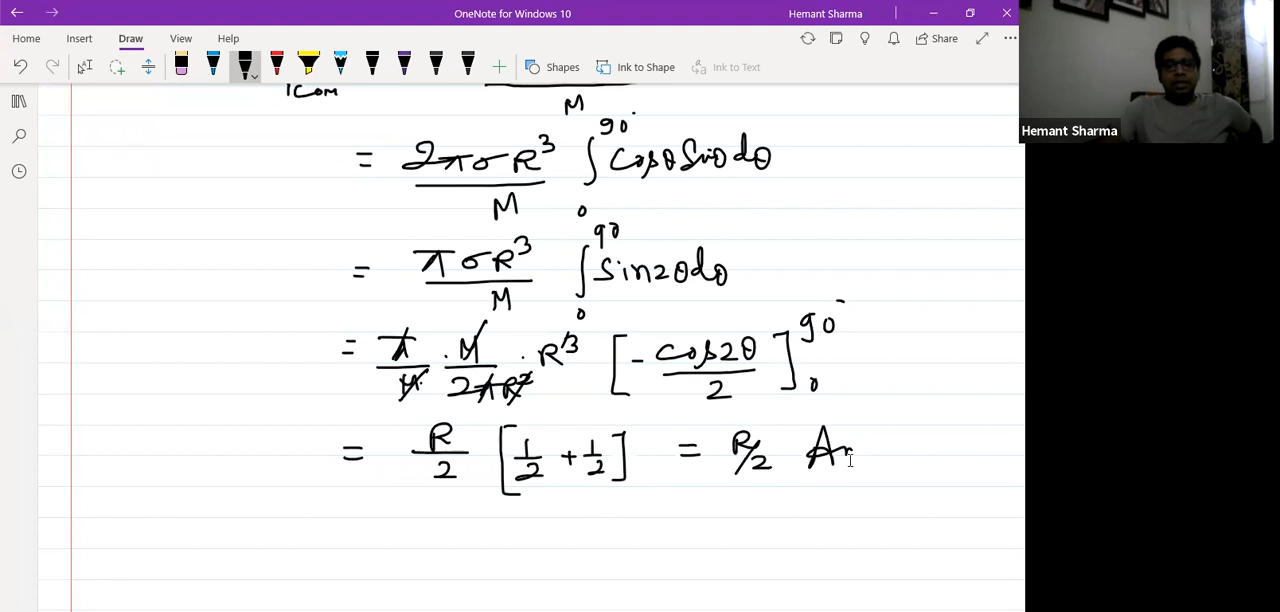 OneNote for Windows 10
Hemant Sharma
Home Insert Draw View Help
Share
Shapes
Ink to Shape
Ink to Text
Hemant Sharma
M
= 2πσR³/M ∫₀^90° cosθ sinθ dθ
= πσR³/M ∫₀^90 sin2θ dθ
= π/M · M/2πR² · R³ [- cos2θ/2]₀^90°
= R/2 [1/2 + 1/2] = R/2 An